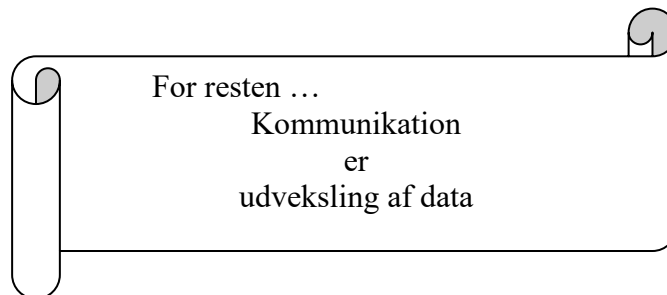 For resten …
Kommunikation
er
udveksling af data